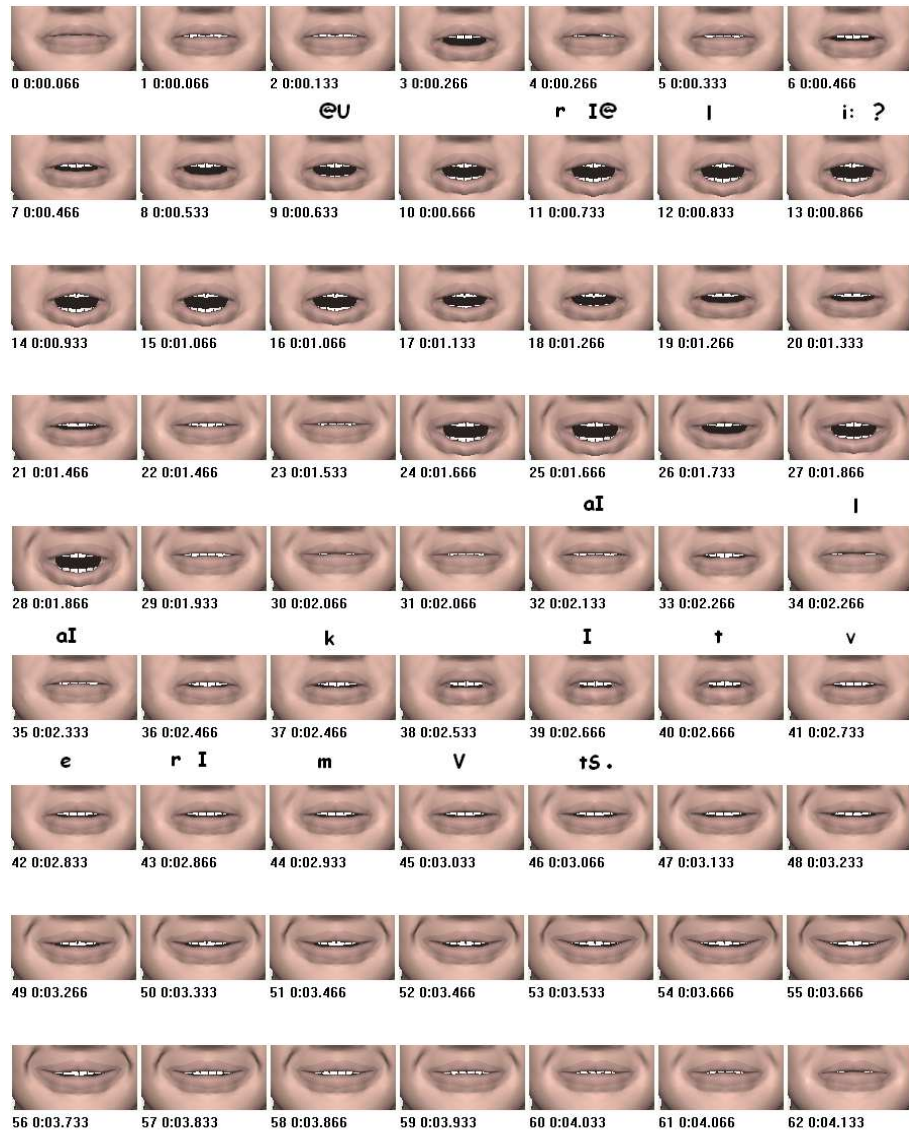 0 0:00.066 1 0:00.066 2 0:00.133 3 0:00.266 4 0:00.266 5 0:00.333 6 0:00.466
@U r I@ l i: ?
7 0:00.466 8 0:00.533 9 0:00.633 10 0:00.666 11 0:00.733 12 0:00.833 13 0:00.866
14 0:00.933 15 0:01.066 16 0:01.066 17 0:01.133 18 0:01.266 19 0:01.266 20 0:01.333
21 0:01.466 22 0:01.466 23 0:01.533 24 0:01.666 25 0:01.666 26 0:01.733 27 0:01.866
aI l
28 0:01.866 29 0:01.933 30 0:02.066 31 0:02.066 32 0:02.133 33 0:02.266 34 0:02.266
aI k I t v
35 0:02.333 36 0:02.466 37 0:02.466 38 0:02.533 39 0:02.666 40 0:02.666 41 0:02.733
e r I m V tS.
42 0:02.833 43 0:02.866 44 0:02.933 45 0:03.033 46 0:03.066 47 0:03.133 48 0:03.233
49 0:03.266 50 0:03.333 51 0:03.466 52 0:03.466 53 0:03.533 54 0:03.666 55 0:03.666
56 0:03.733 57 0:03.833 58 0:03.866 59 0:03.933 60 0:04.033 61 0:04.066 62 0:04.133